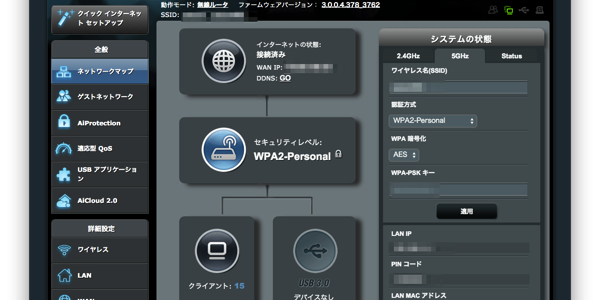 動作モード: 無線ルータ ファームウェアバージョン: 3.0.0.4.378_3762
SSID:
クイック インターネット セットアップ
全般
ネットワークマップ
ゲストネットワーク
AiProtection
適応型 QoS
USB アプリケーション
AiCloud 2.0
詳細設定
ワイヤレス
LAN
インターネットの状態:
接続済み
WAN IP:
DDNS: GO
セキュリティレベル:
WPA2-Personal
クライアント: 15
USB 3.0
デバイスなし
システムの状態
2.4GHz 5GHz Status
ワイヤレス名(SSID)
認証方式
WPA2-Personal
WPA 暗号化
AES
WPA-PSK キー
適用
LAN IP
PIN コード
LAN MAC アドレス